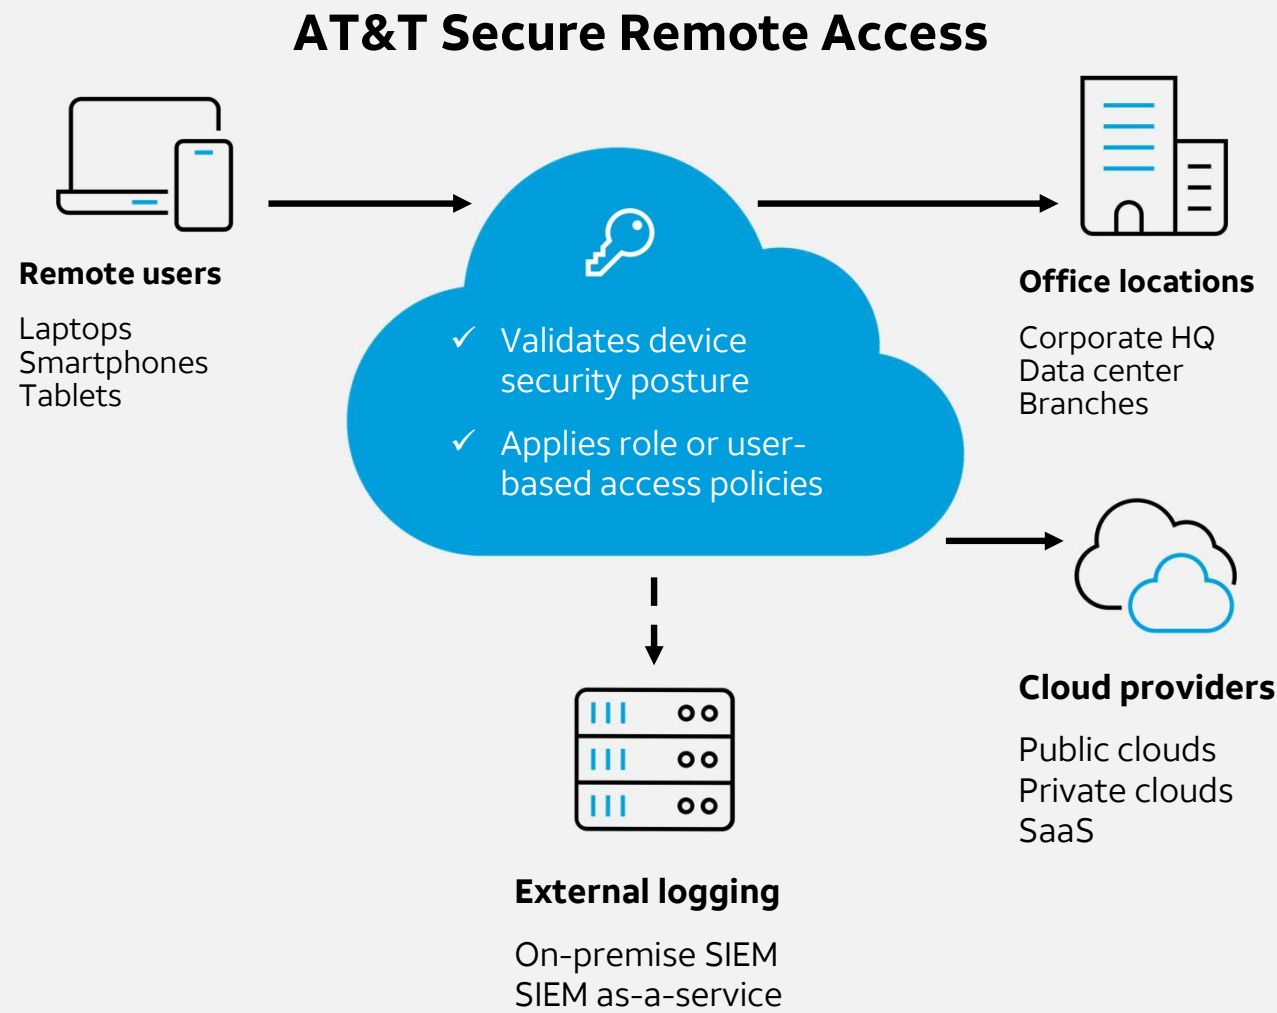 AT&T Secure Remote Access
Remote users
Laptops
Smartphones
Tablets
✓ Validates device
security posture
✓ Applies role or user-
based access policies
Office locations
Corporate HQ
Data center
Branches
Cloud providers
Public clouds
Private clouds
SaaS
External logging
On-premise SIEM
SIEM as-a-service